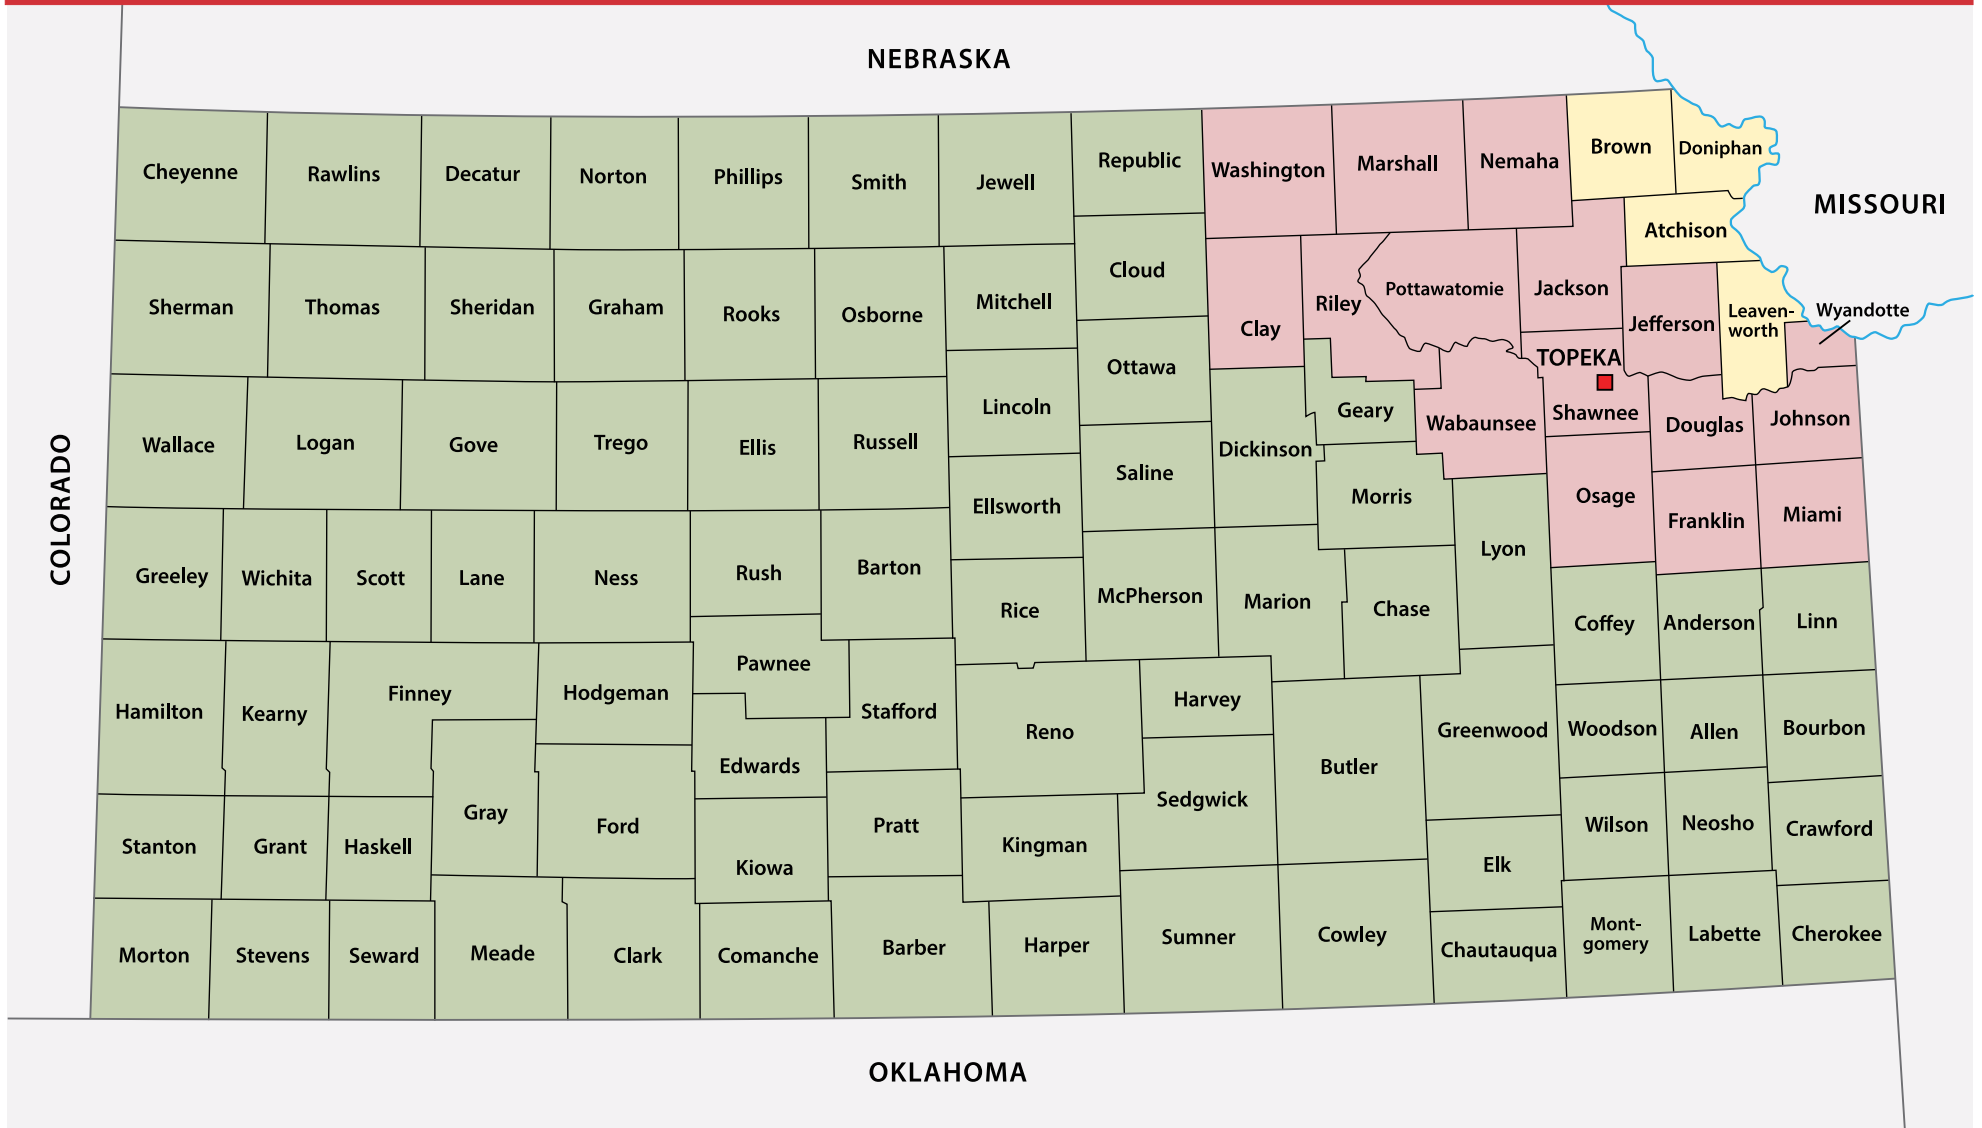 NEBRASKA
MISSOURI
COLORADO
OKLAHOMA
Cheyenne
Rawlins
Decatur
Norton
Phillips
Smith
Jewell
Republic
Washington
Marshall
Nemaha
Brown
Doniphan
Atchison
Sherman
Thomas
Sheridan
Graham
Rooks
Osborne
Mitchell
Cloud
Clay
Riley
Pottawatomie
Jackson
Jefferson
Leaven-
worth
Wyandotte
Ottawa
TOPEKA
Shawnee
Wallace
Logan
Gove
Trego
Ellis
Russell
Lincoln
Saline
Dickinson
Geary
Wabaunsee
Douglas
Johnson
Ellsworth
Morris
Lyon
Osage
Franklin
Miami
Greeley
Wichita
Scott
Lane
Ness
Rush
Barton
Rice
McPherson
Marion
Chase
Coffey
Anderson
Linn
Hamilton
Kearny
Finney
Hodgeman
Pawnee
Stafford
Reno
Harvey
Butler
Greenwood
Woodson
Allen
Bourbon
Edwards
Sedgwick
Stanton
Grant
Haskell
Gray
Ford
Kiowa
Pratt
Kingman
Elk
Wilson
Neosho
Crawford
Morton
Stevens
Seward
Meade
Clark
Comanche
Barber
Harper
Sumner
Cowley
Chautauqua
Mont-
gomery
Labette
Cherokee